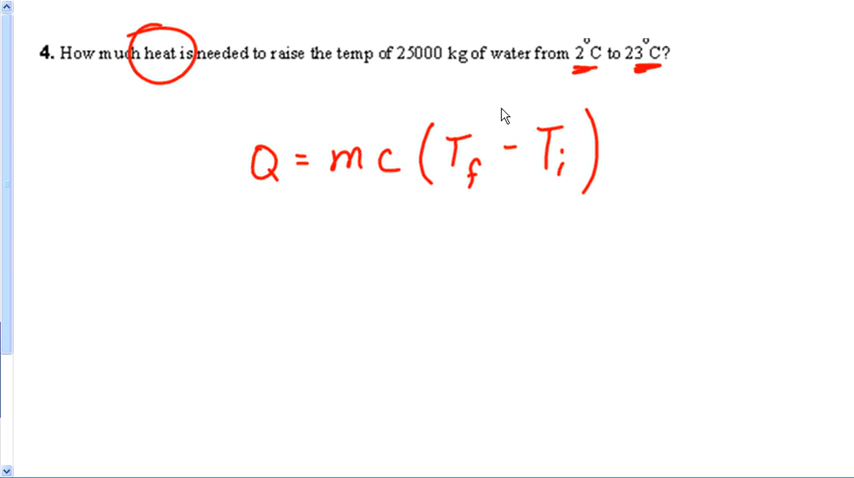 4. How much heat is needed to raise the temp of 25000 kg of water from 2°C to 23°C?
Q = mc(Tf - Ti)